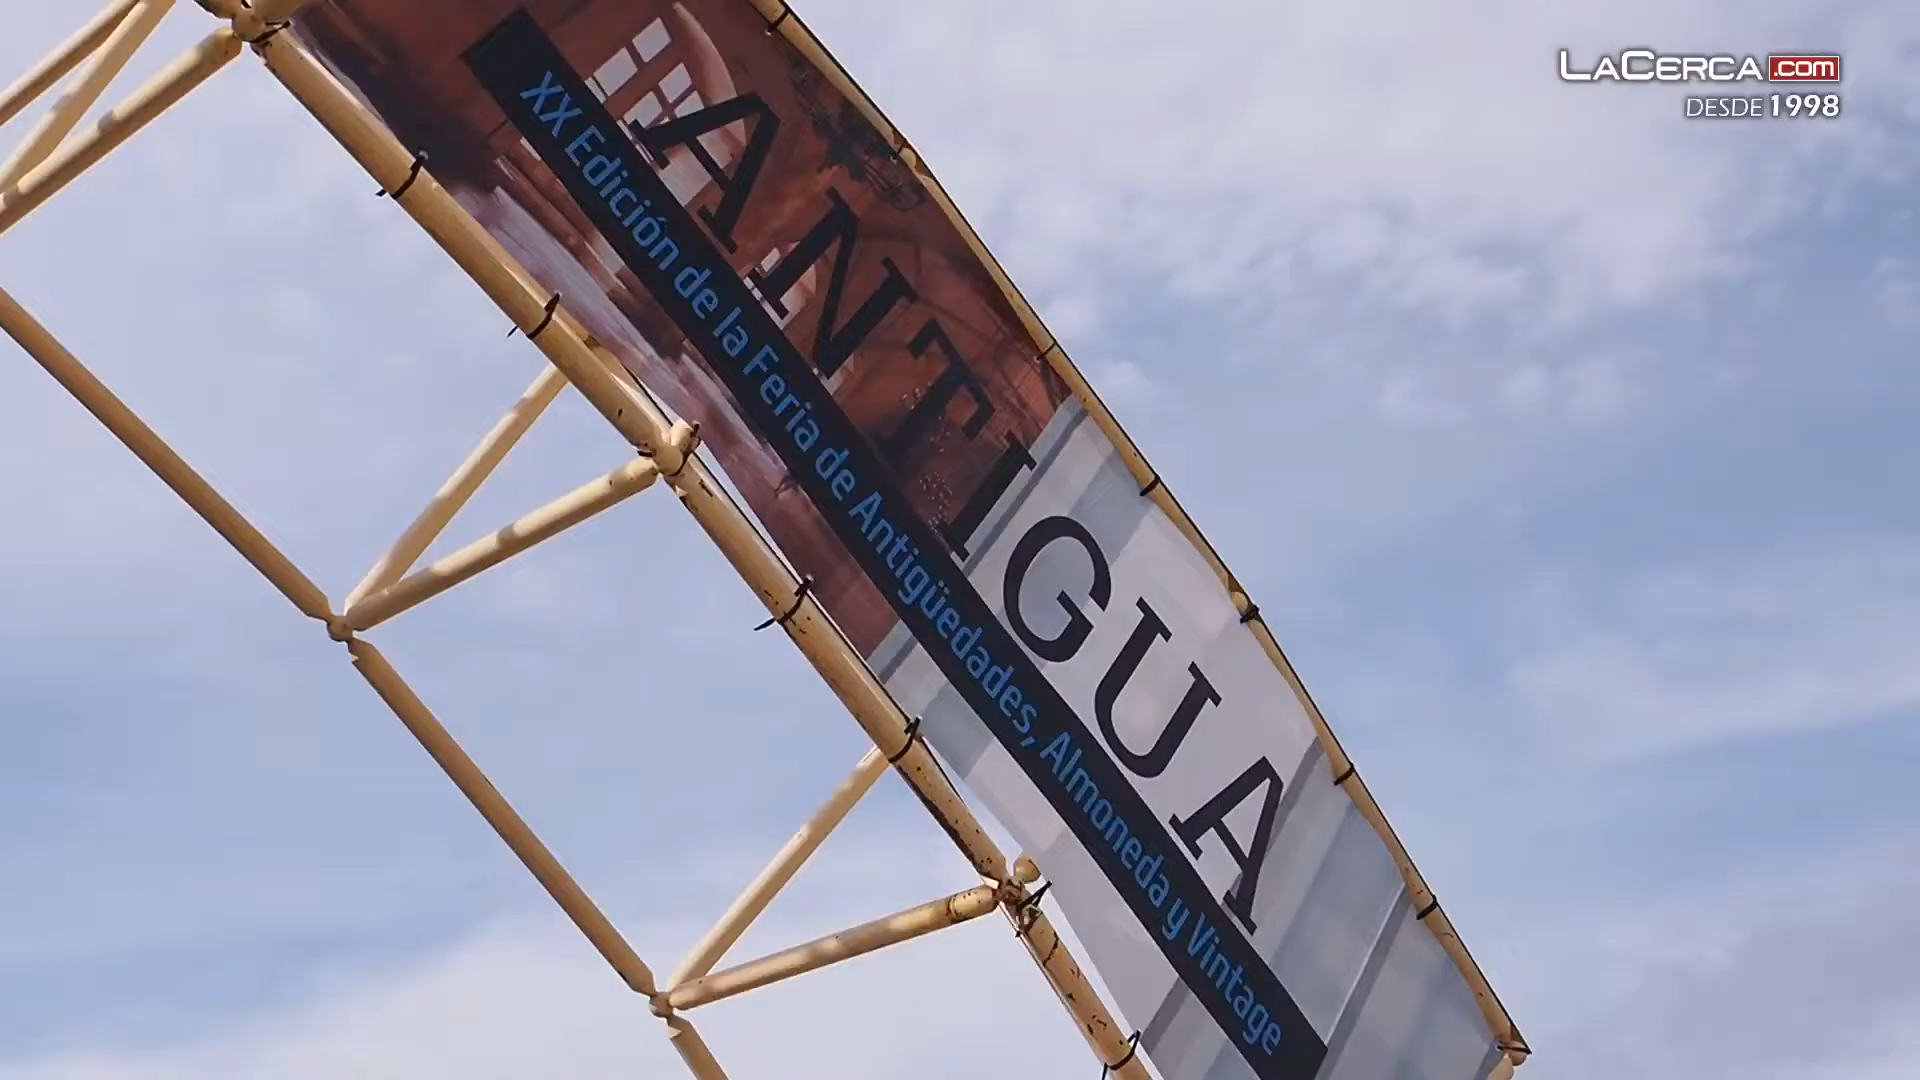 LaCerca.com
DESDE 1998
ANTIGUA
XX Edición de la Feria de Antigüedades, Almoneda y Vintage